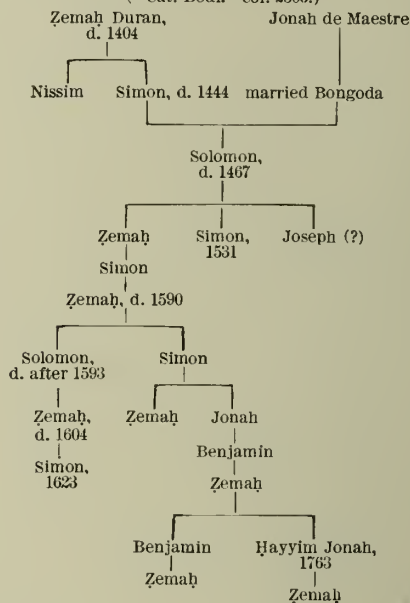 Ẓemaḥ Duran, Jonah de Maestre
d. 1404
Nissim Simon, d. 1444 married Bongoda
Solomon,
d. 1467
Ẓemaḥ Simon, Joseph (?)
1531
Simon
Ẓemaḥ, d. 1590
Solomon, Simon
d. after 1593
Ẓemaḥ, Ẓemaḥ Jonah
d. 1604
Benjamin
Simon,
1623
Ẓemaḥ
Benjamin Ḥayyim Jonah,
1763
Ẓemaḥ
Ẓemaḥ